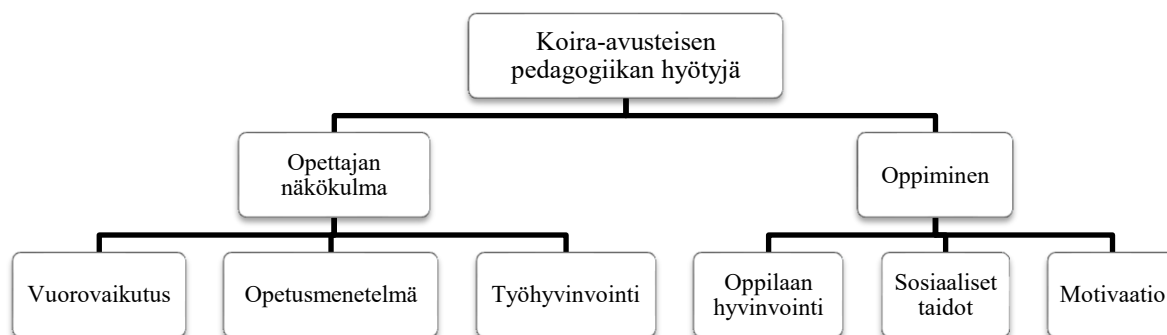 Koira-avusteisen
pedagogiikan hyötyjä
Opettajan
näkökulma
Oppiminen
Vuorovaikutus
Opetusmenetelmä
Työhyvinvointi
Oppilaan
hyvinvointi
Sosiaaliset
taidot
Motivaatio